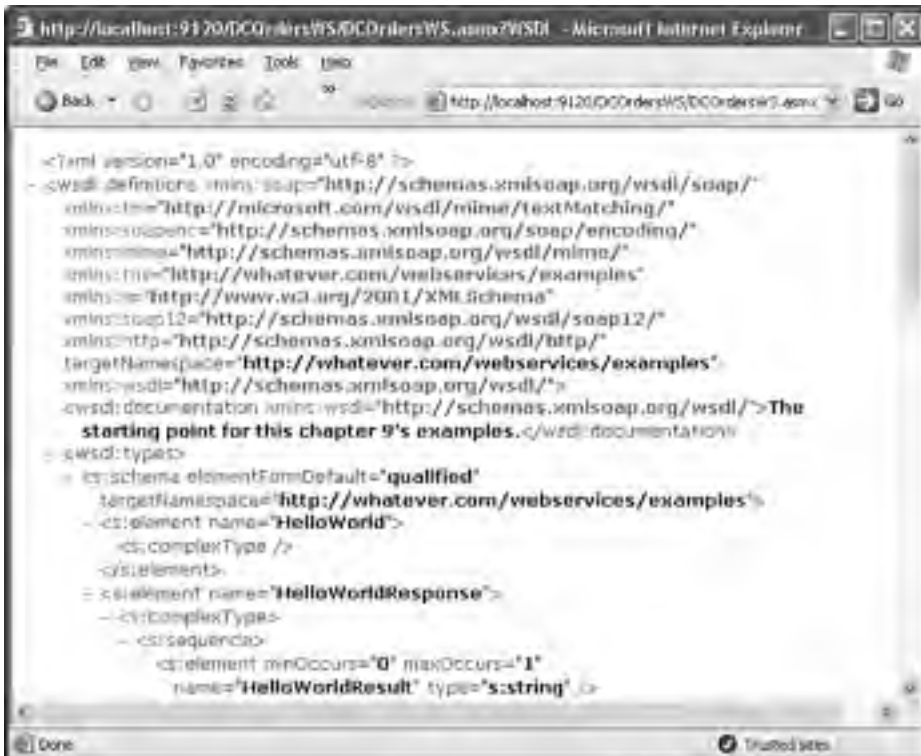 http://localhost:9120/DCOrdersWS/DCOrdersWS.asmx?WSDL - Microsoft Internet Explorer
File Edit View Favorites Tools Help
Back » http://localhost:9120/DCOrdersWS/DCOrdersWS.asmx Go
<?xml version="1.0" encoding="utf-8" ?>
- <wsdl:definitions xmlns:soap="http://schemas.xmlsoap.org/wsdl/soap/"
xmlns:tm="http://microsoft.com/wsdl/mime/textMatching/"
xmlns:soapenc="http://schemas.xmlsoap.org/soap/encoding/"
xmlns:mime="http://schemas.xmlsoap.org/wsdl/mime/"
xmlns:tns="http://whatever.com/webservices/examples"
xmlns:s="http://www.w3.org/2001/XMLSchema"
xmlns:soap12="http://schemas.xmlsoap.org/wsdl/soap12/"
xmlns:http="http://schemas.xmlsoap.org/wsdl/http/"
targetNamespace="http://whatever.com/webservices/examples"
xmlns:wsdl="http://schemas.xmlsoap.org/wsdl/">
<wsdl:documentation xmlns:wsdl="http://schemas.xmlsoap.org/wsdl/">The
starting point for this chapter 9's examples.</wsdl:documentation>
- <wsdl:types>
- <s:schema elementFormDefault="qualified"
targetNamespace="http://whatever.com/webservices/examples">
- <s:element name="HelloWorld">
<s:complexType />
</s:element>
- <s:element name="HelloWorldResponse">
- <s:complexType>
- <s:sequence>
<s:element minOccurs="0" maxOccurs="1"
name="HelloWorldResult" type="s:string" />
Done Trusted sites